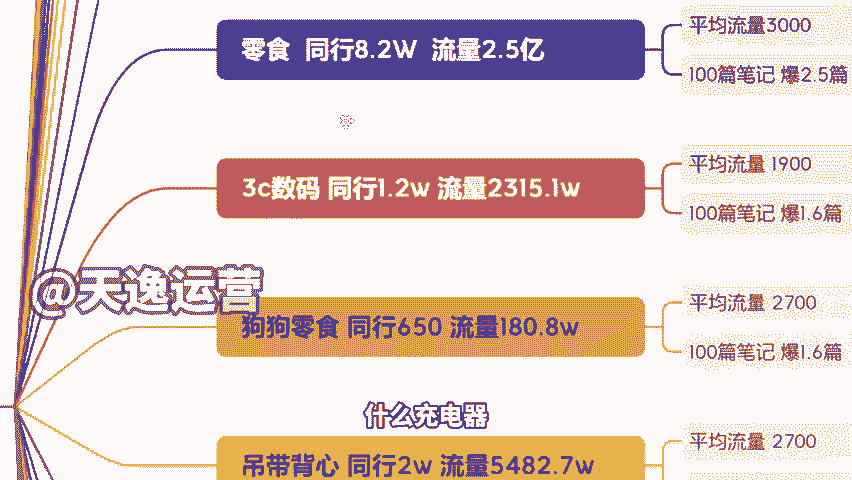 零食 同行8.2W 流量2.5亿
平均流量3000
100篇笔记 爆2.5篇
3c数码 同行1.2w 流量2315.1w
平均流量 1900
100篇笔记 爆1.6篇
@天逸运营
狗狗零食 同行650 流量180.8w
平均流量 2700
100篇笔记 爆1.6篇
什么充电器
吊带背心 同行2w 流量5482.7w
平均流量 2700